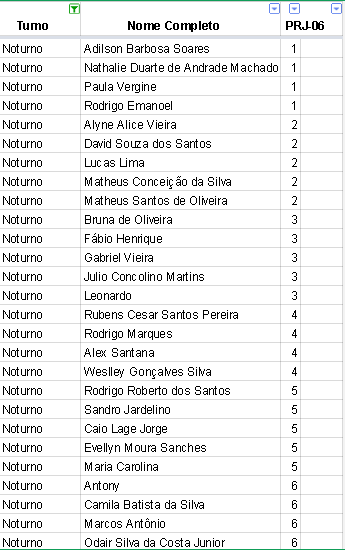 Turno Nome Completo PRJ-06
Noturno Adilson Barbosa Soares 1
Noturno Nathalie Duarte de Andrade Machado 1
Noturno Paula Vergine 1
Noturno Rodrigo Emanoel 1
Noturno Alyne Alice Vieira 2
Noturno David Souza dos Santos 2
Noturno Lucas Lima 2
Noturno Matheus Conceição da Silva 2
Noturno Matheus Santos de Oliveira 2
Noturno Bruna de Oliveira 3
Noturno Fábio Henrique 3
Noturno Gabriel Vieira 3
Noturno Julio Concolino Martins 3
Noturno Leonardo 3
Noturno Rubens Cesar Santos Pereira 4
Noturno Rodrigo Marques 4
Noturno Alex Santana 4
Noturno Weslley Gonçalves Silva 4
Noturno Rodrigo Roberto dos Santos 5
Noturno Sandro Jardelino 5
Noturno Caio Lage Jorge 5
Noturno Evellyn Moura Sanches 5
Noturno Maria Carolina 5
Noturno Antony 6
Noturno Camila Batista da Silva 6
Noturno Marcos Antônio 6
Noturno Odair Silva da Costa Junior 6